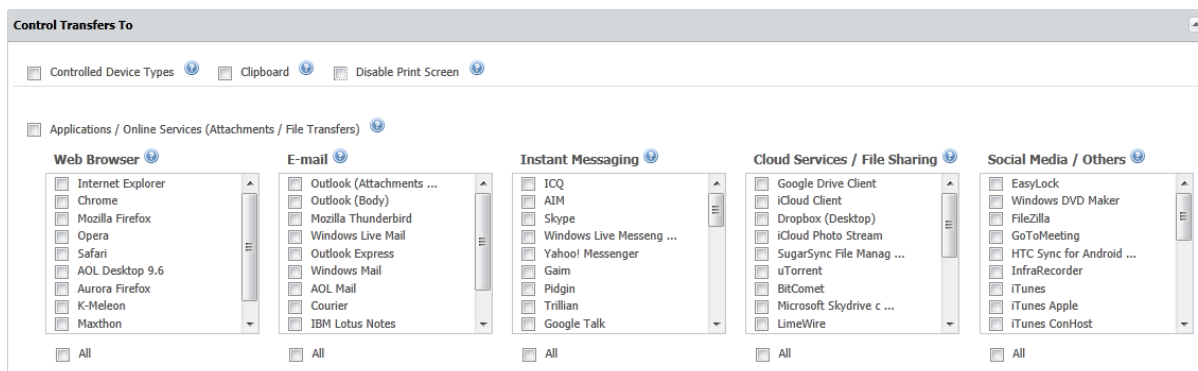 Control Transfers To
Controlled Device Types Clipboard Disable Print Screen
Applications / Online Services (Attachments / File Transfers)
Web Browser
Internet Explorer
Chrome
Mozilla Firefox
Opera
Safari
AOL Desktop 9.6
Aurora Firefox
K-Meleon
Maxthon
All
E-mail
Outlook (Attachments ...
Outlook (Body)
Mozilla Thunderbird
Windows Live Mail
Outlook Express
Windows Mail
AOL Mail
Courier
IBM Lotus Notes
All
Instant Messaging
ICQ
AIM
Skype
Windows Live Messeng ...
Yahoo! Messenger
Gaim
Pidgin
Trillian
Google Talk
All
Cloud Services / File Sharing
Google Drive Client
iCloud Client
Dropbox (Desktop)
iCloud Photo Stream
SugarSync File Manag ...
uTorrent
BitComet
Microsoft Skydrive c ...
LimeWire
All
Social Media / Others
EasyLock
Windows DVD Maker
FileZilla
GoToMeeting
HTC Sync for Android ...
InfraRecorder
iTunes
iTunes Apple
iTunes ConHost
All